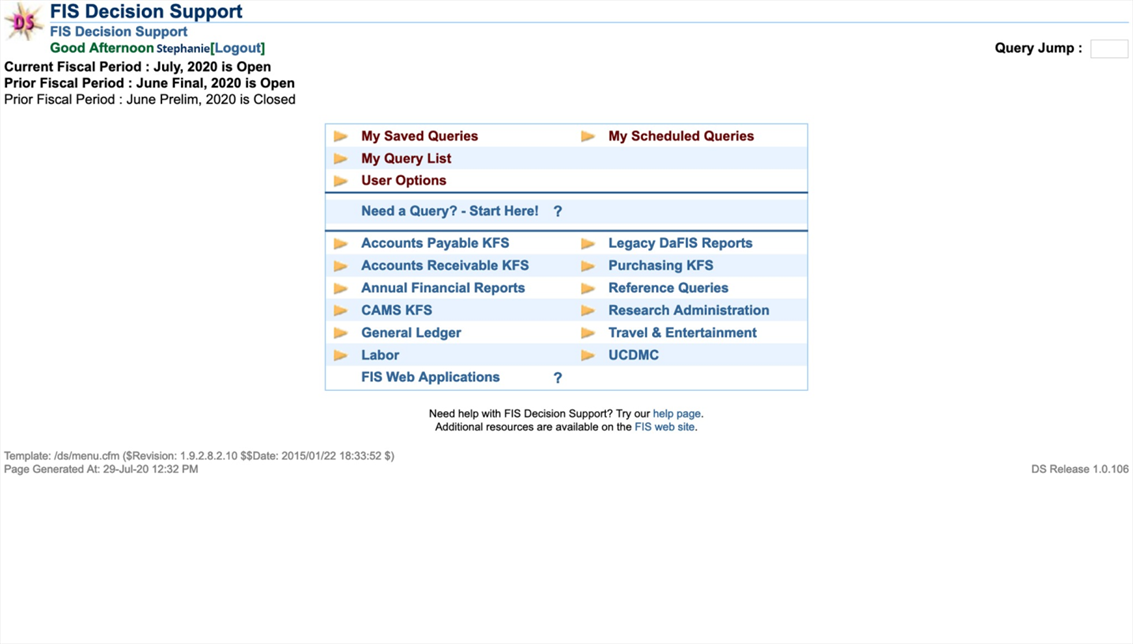 DS
FIS Decision Support
FIS Decision Support
Good Afternoon Stephanie[Logout]
Query Jump :
Current Fiscal Period : July, 2020 is Open
Prior Fiscal Period : June Final, 2020 is Open
Prior Fiscal Period : June Prelim, 2020 is Closed
My Saved Queries My Scheduled Queries
My Query List
User Options
Need a Query? - Start Here! ?
Accounts Payable KFS Legacy DaFIS Reports
Accounts Receivable KFS Purchasing KFS
Annual Financial Reports Reference Queries
CAMS KFS Research Administration
General Ledger Travel & Entertainment
Labor UCDMC
FIS Web Applications ?
Need help with FIS Decision Support? Try our help page.
Additional resources are available on the FIS web site.
Template: /ds/menu.cfm ($Revision: 1.9.2.8.2.10 $$Date: 2015/01/22 18:33:52 $)
Page Generated At: 29-Jul-20 12:32 PM DS Release 1.0.106